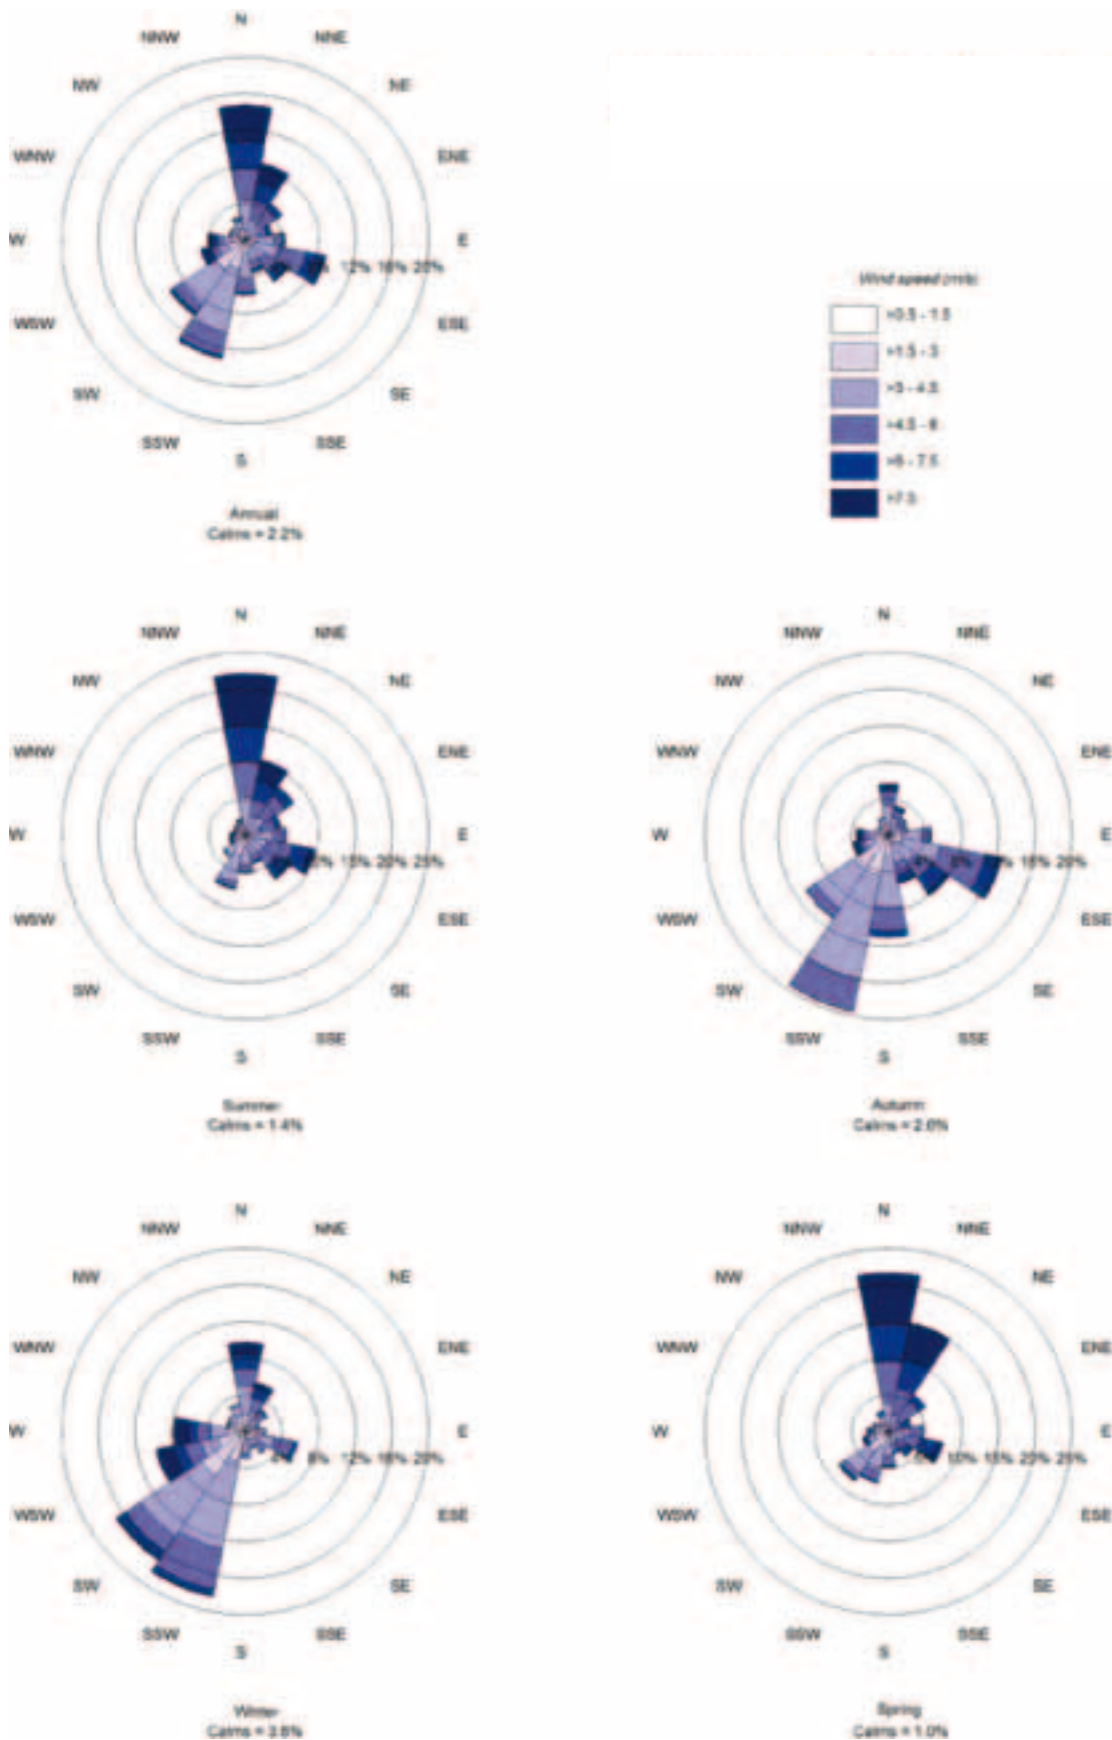 N
NNW NNE
NW NE
WNW ENE
W E
12% 16% 20%
WSW ESE
SW SE
SSW SSE
S
Annual
Calms = 2.2%
Wind speed (m/s)
>0.5 - 1.5
>1.5 - 3
>3 - 4.5
>4.5 - 6
>6 - 7.5
>7.5
N
NNW NNE
NW NE
WNW ENE
W E
15% 20% 25%
WSW ESE
SW SE
SSW SSE
S
Summer
Calms = 1.4%
N
NNW NNE
NW NE
WNW ENE
W E
16% 20%
WSW ESE
SW SE
SSW SSE
S
Autumn
N
NNW NNE
NW NE
WNW ENE
W E
8% 12% 16% 20%
WSW ESE
SW SE
SSW SSE
S
Winter
N
NNW NNE
NW NE
WNW ENE
W E
10% 15% 20% 25%
WSW ESE
SW SE
SSW SSE
S
Spring
Calms = 1.0%